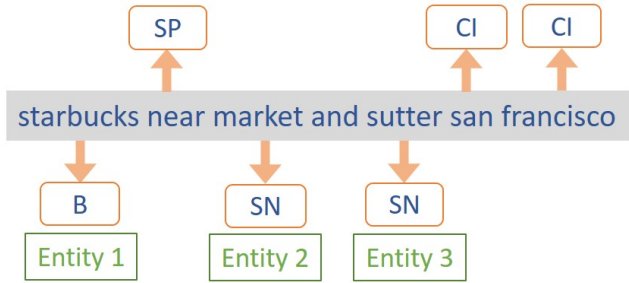 SP CI CI
starbucks near market and sutter san francisco
B SN SN
Entity 1 Entity 2 Entity 3